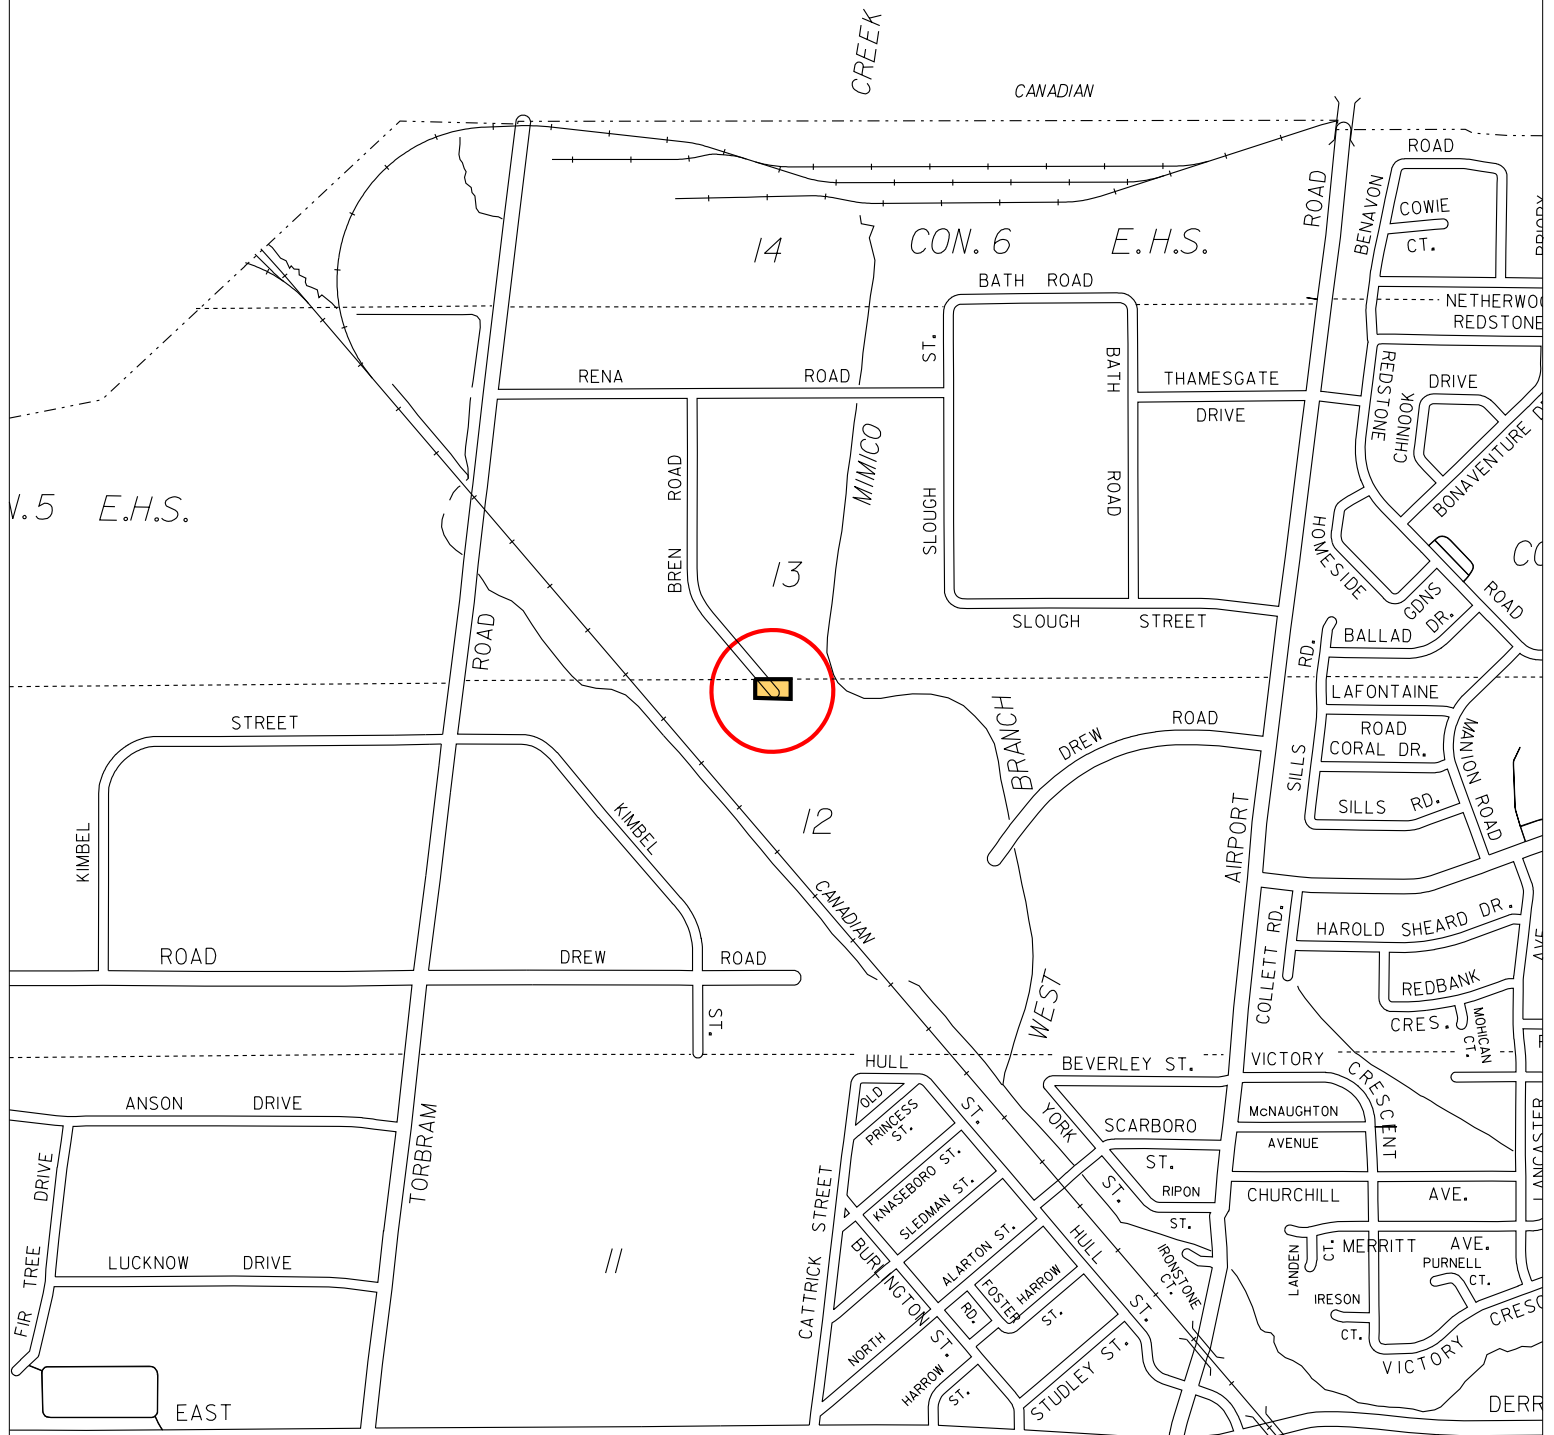 CREEK
CANADIAN
ROAD
ROAD
BENAVON
COWIE
CT.
14
CON. 6
E.H.S.
BATH ROAD
NETHERWO
REDSTONE
ST.
BATH
RENA
ROAD
THAMESGATE
DRIVE
REDSTONE
DRIVE
CHINOOK
BONAVENTURE
MIMICO
ROAD
BREN
SLOUGH
ROAD
N.5
E.H.S.
HOMESIDE
GDNS
ROAD
13
CO
SLOUGH
STREET
BALLAD
DR.
RD.
ROAD
LAFONTAINE
STREET
BRANCH
DREW
ROAD
ROAD
CORAL DR.
MANION ROAD
SILLS
SILLS
RD.
KIMBEL
KIMBEL
12
AIRPORT
CANADIAN
ROAD
DREW
ROAD
COLLETT RD.
HAROLD SHEARD DR.
AVE
REDBANK
CRES.
MOHICAN
CT.
ST.
WEST
HULL
BEVERLEY ST.
VICTORY
CRESCENT
ANSON
DRIVE
OLD
PRINCESS
ST.
ST.
YORK
SCARBORO
McNAUGHTON
AVENUE
LANCASTER
TORBRAM
DRIVE
FIR TREE
CATTRICK STREET
KNASEBORO ST.
SLEDMAN ST.
ST.
RIPON
ST.
ST.
CHURCHILL
AVE.
LUCKNOW
DRIVE
11
BURLINGTON ST.
ALARTON ST.
HULL
ST.
IRONSTONE
CT.
LANDEN
CT.
MERRITT
AVE.
PURNELL
CT.
FOSTER
RD.
HARROW
ST.
IRESON
CT.
NORTH
HARROW
ST.
STUDLEY ST.
VICTORY
CRESC
EAST
DERR